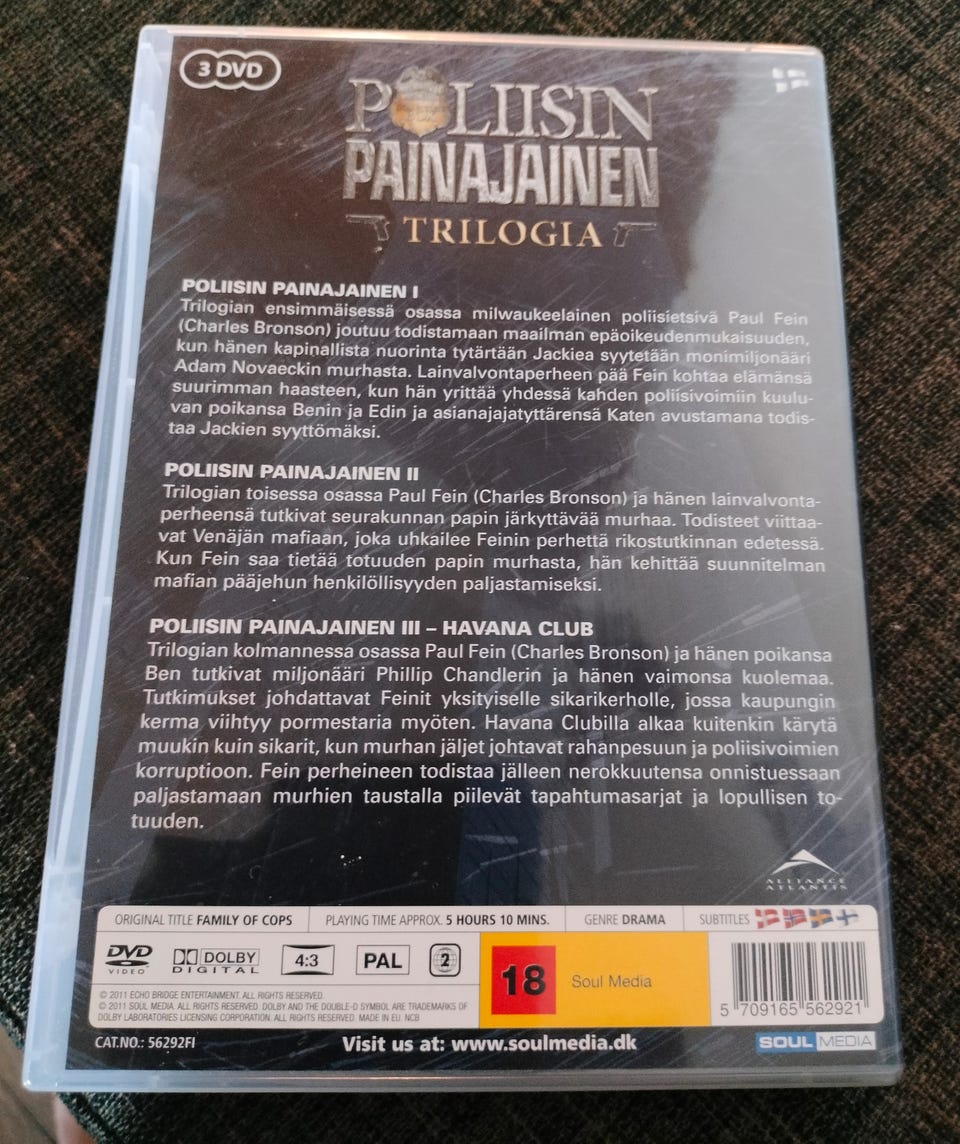 3 DVD
POLIISIN
PAINAJAINEN
TRILOGIA
POLIISIN PAINAJAINEN I
Trilogian ensimmäisessä osassa milwaukeelainen poliisietsivä Paul Fein
(Charles Bronson) joutuu todistamaan maailman epäoikeudenmukaisuuden,
kun hänen kapinallista nuorinta tytärtään Jackiea syytetään monimiljonääri
Adam Novaeckin murhasta. Lainvalvontaperheen pää Fein kohtaa elämänsä
suurimman haasteen, kun hän yrittää yhdessä kahden poliisivoimiin kuulu-
van poikansa Benin ja Edin ja asianajajatyttärensä Katen avustamana todis-
taa Jackien syyttömäksi.
POLIISIN PAINAJAINEN II
Trilogian toisessa osassa Paul Fein (Charles Bronson) ja hänen lainvalvonta-
perheensä tutkivat seurakunnan papin järkyttävää murhaa. Todisteet viittaa-
vat Venäjän mafiaan, joka uhkailee Feinin perhettä rikostutkinnan edetessä.
Kun Fein saa tietää totuuden papin murhasta, hän kehittää suunnitelman
mafian pääjehun henkilöllisyyden paljastamiseksi.
POLIISIN PAINAJAINEN III – HAVANA CLUB
Trilogian kolmannessa osassa Paul Fein (Charles Bronson) ja hänen poikansa
Ben tutkivat miljonääri Phillip Chandlerin ja hänen vaimonsa kuolemaa.
Tutkimukset johdattavat Feinit yksityiselle sikarikerholle, jossa kaupungin
kerma viihtyy pormestaria myöten. Havana Clubilla alkaa kuitenkin kärytä
muukin kuin sikarit, kun murhan jäljet johtavat rahanpesuun ja poliisivoimien
korruptioon. Fein perheineen todistaa jälleen nerokkuutensa onnistuessaan
paljastamaan murhien taustalla piilevät tapahtumasarjat ja lopullisen to-
tuuden.
ALLIANCE
ATLANTIS
ORIGINAL TITLE FAMILY OF COPS PLAYING TIME APPROX. 5 HOURS 10 MINS. GENRE DRAMA SUBTITLES
DVD VIDEO DOLBY DIGITAL 4:3 PAL 2 18 Soul Media
© 2011 ECHO BRIDGE ENTERTAINMENT. ALL RIGHTS RESERVED.
© 2011 SOUL MEDIA. ALL RIGHTS RESERVED. DOLBY AND THE DOUBLE-D SYMBOL ARE TRADEMARKS OF
DOLBY LABORATORIES LICENSING CORPORATION. ALL RIGHTS RESERVED. MADE IN EU. NCB
5 709165 562921
CAT.NO.: 56292FI Visit us at: www.soulmedia.dk SOUL MEDIA